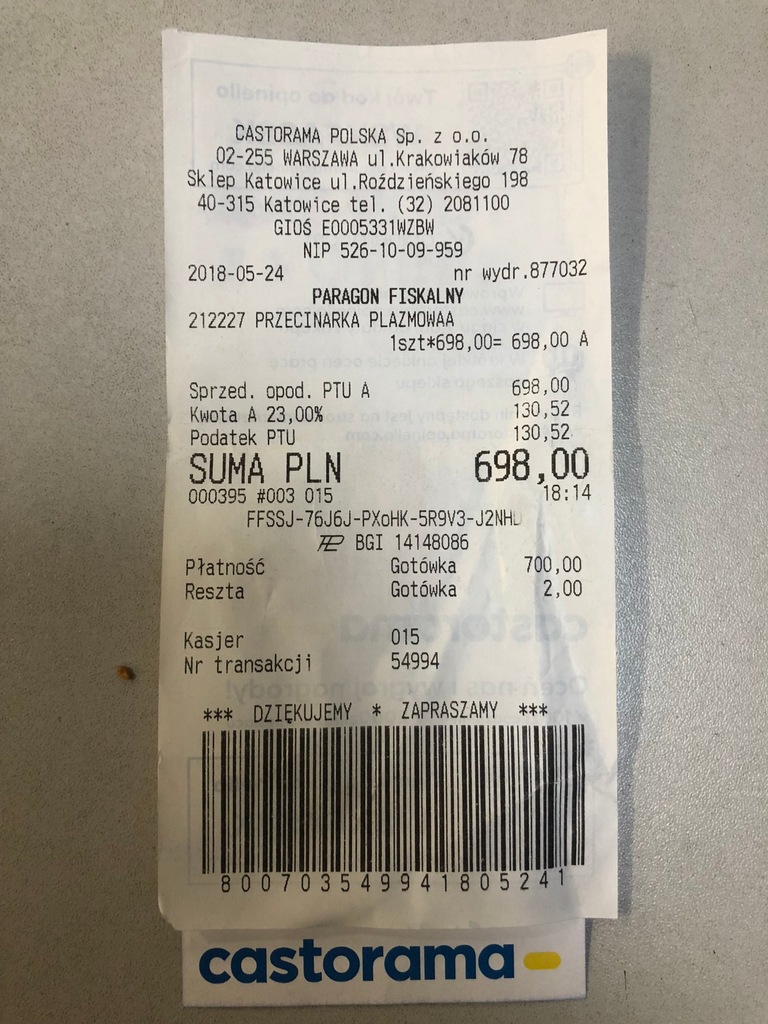 CASTORAMA POLSKA Sp. z o.o.
02-255 WARSZAWA ul.Krakowiaków 78
Sklep Katowice ul.Roździeńskiego 198
40-315 Katowice tel. (32) 2081100
GIOŚ E0005331WZBW
NIP 526-10-09-959
2018-05-24 nr wydr.877032
PARAGON FISKALNY
212227 PRZECINARKA PLAZMOWAA
1szt*698,00= 698,00 A
Sprzed. opod. PTU A 698,00
Kwota A 23,00% 130,52
Podatek PTU 130,52
SUMA PLN 698,00
000395 #003 015 18:14
FFSSJ-76J6J-PXoHK-5R9V3-J2NHU
BGI 14148086
Płatność Gotówka 700,00
Reszta Gotówka 2,00
Kasjer 015
Nr transakcji 54994
*** DZIĘKUJEMY * ZAPRASZAMY ***
800703549941805241
castorama